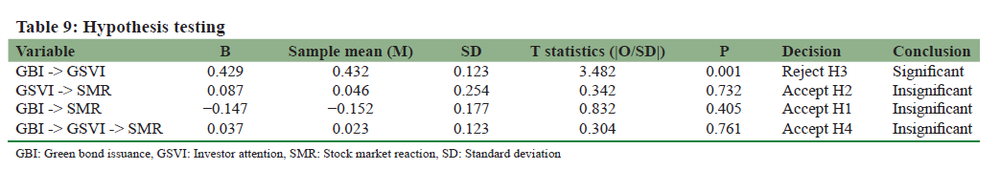 Table 9: Hypothesis testing
Variable B Sample mean (M) SD T statistics (|O/SD|) P Decision Conclusion
GBI -> GSVI 0.429 0.432 0.123 3.482 0.001 Reject H3 Significant
GSVI -> SMR 0.087 0.046 0.254 0.342 0.732 Accept H2 Insignificant
GBI -> SMR −0.147 −0.152 0.177 0.832 0.405 Accept H1 Insignificant
GBI -> GSVI -> SMR 0.037 0.023 0.123 0.304 0.761 Accept H4 Insignificant
GBI: Green bond issuance, GSVI: Investor attention, SMR: Stock market reaction, SD: Standard deviation